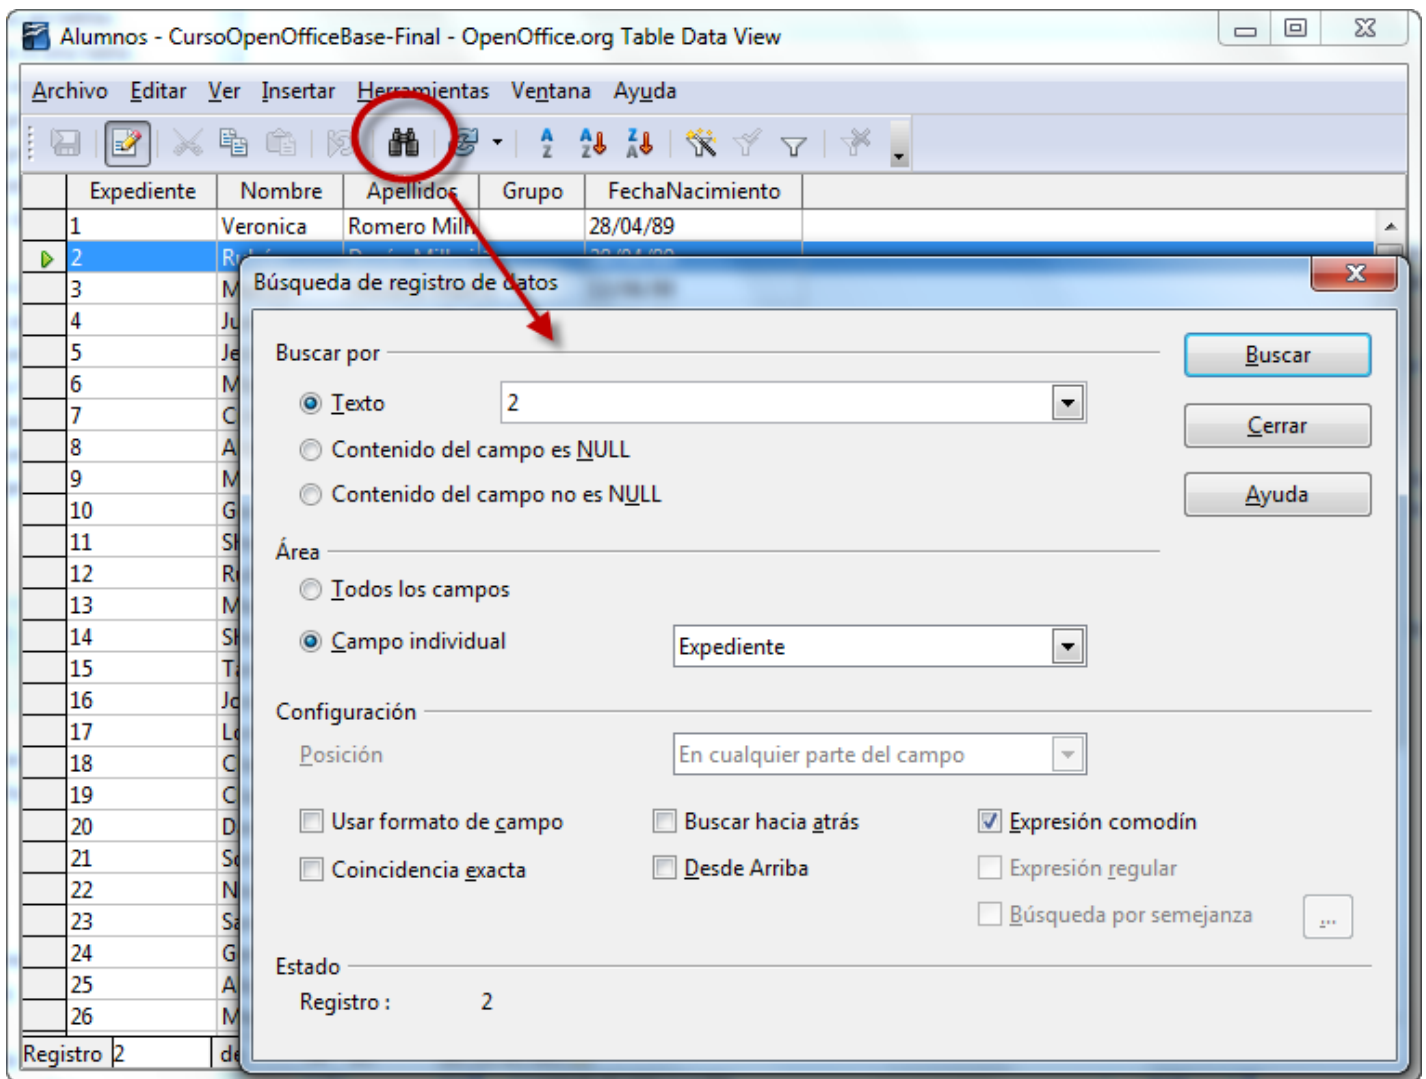 Alumnos - CursoOpenOfficeBase-Final - OpenOffice.org Table Data View
Archivo Editar Ver Insertar Herramientas Ventana Ayuda
Expediente Nombre Apellidos Grupo FechaNacimiento
1 Veronica Romero Milh 28/04/89
2
3 M
4 Ju
5 Je
6 M
7 C
8 A
9 M
10 G
11
12
13 M
14
15
16
17
18 C
19 C
20 D
21
22 N
23
24 G
25 A
26 M
Registro 2 de
Búsqueda de registro de datos
Buscar por
Texto 2
Contenido del campo es NULL
Contenido del campo no es NULL
Buscar
Cerrar
Ayuda
Área
Todos los campos
Campo individual Expediente
Configuración
Posición En cualquier parte del campo
Usar formato de campo Buscar hacia atrás Expresión comodín
Coincidencia exacta Desde Arriba Expresión regular
Búsqueda por semejanza ...
Estado
Registro : 2